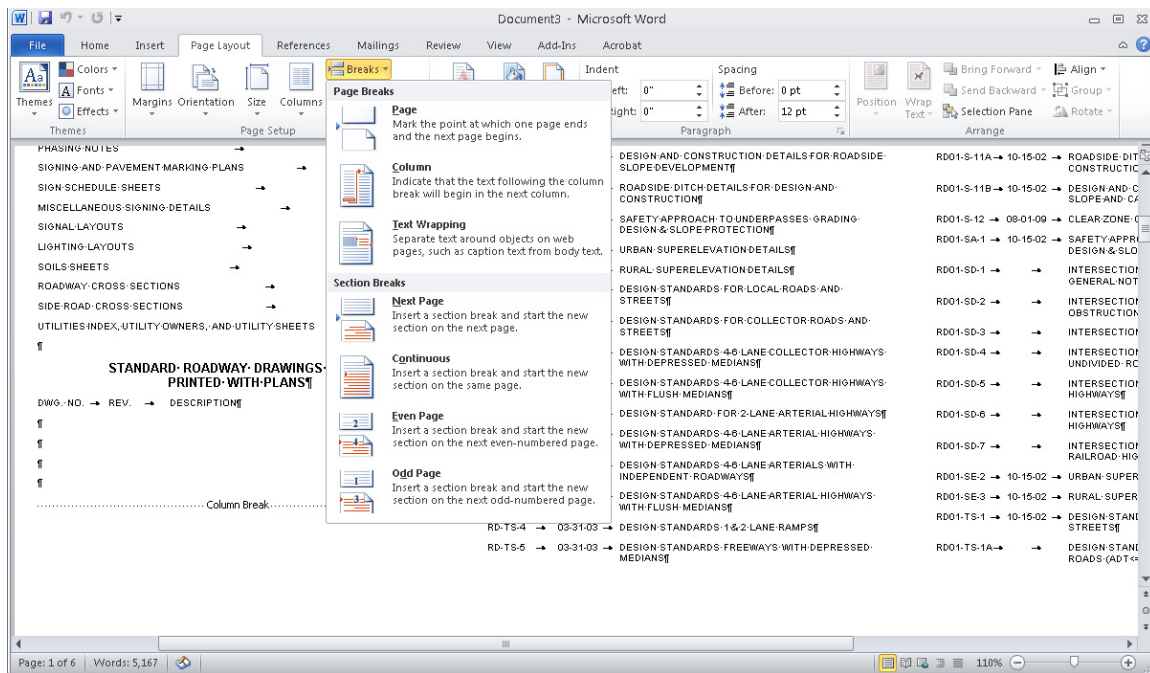 Document3 - Microsoft Word
File Home Insert Page Layout References Mailings Review View Add-Ins Acrobat
Themes
Colors
Fonts
Effects
Themes
Margins Orientation Size Columns
Breaks
Page Setup
Indent
Left: 0"
Right: 0"
Spacing
Before: 0 pt
After: 12 pt
Paragraph
Position Wrap Text
Bring Forward
Send Backward
Selection Pane
Align
Group
Rotate
Arrange
Page Breaks
Page
Mark the point at which one page ends
and the next page begins.
Column
Indicate that the text following the column
break will begin in the next column.
Text Wrapping
Separate text around objects on web
pages, such as caption text from body text.
Section Breaks
Next Page
Insert a section break and start the new
section on the next page.
Continuous
Insert a section break and start the new
section on the same page.
Even Page
Insert a section break and start the new
section on the next even-numbered page.
Odd Page
Insert a section break and start the new
section on the next odd-numbered page.
PHASING·NOTES →
SIGNING·AND·PAVEMENT·MARKING·PLANS →
SIGN·SCHEDULE·SHEETS →
MISCELLANEOUS·SIGNING·DETAILS →
SIGNAL·LAYOUTS →
LIGHTING·LAYOUTS →
SOILS·SHEETS →
ROADWAY·CROSS·SECTIONS →
SIDE·ROAD·CROSS·SECTIONS →
UTILITIES·INDEX,·UTILITY·OWNERS,·AND·UTILITY·SHEETS
¶
STANDARD·ROADWAY·DRAWINGS·
PRINTED·WITH·PLANS¶
DWG.·NO. → REV. → DESCRIPTION¶
¶
¶
¶
¶
Column Break
DESIGN·AND·CONSTRUCTION·DETAILS·FOR·ROADSIDE·
SLOPE·DEVELOPMENT¶
ROADSIDE·DITCH·DETAILS·FOR·DESIGN·AND·
CONSTRUCTION¶
SAFETY·APPROACH·TO·UNDERPASSES·GRADING·
DESIGN·&·SLOPE·PROTECTION¶
URBAN·SUPERELEVATION·DETAILS¶
RURAL·SUPERELEVATION·DETAILS¶
DESIGN·STANDARDS·FOR·LOCAL·ROADS·AND·
STREETS¶
DESIGN·STANDARDS·FOR·COLLECTOR·ROADS·AND·
STREETS¶
DESIGN·STANDARDS·4-6·LANE·COLLECTOR·HIGHWAYS·
WITH·DEPRESSED·MEDIANS¶
DESIGN·STANDARDS·4-6·LANE·COLLECTOR·HIGHWAYS·
WITH·FLUSH·MEDIANS¶
DESIGN·STANDARD·FOR·2-LANE·ARTERIAL·HIGHWAYS¶
DESIGN·STANDARDS·4-6·LANE·ARTERIAL·HIGHWAYS·
WITH·DEPRESSED·MEDIANS¶
DESIGN·STANDARDS·4-6·LANE·ARTERIALS·WITH·
INDEPENDENT·ROADWAYS¶
DESIGN·STANDARDS·4-6·LANE·ARTERIAL·HIGHWAYS·
WITH·FLUSH·MEDIANS¶
RD-TS-4 → 03-31-03 → DESIGN·STANDARDS·1·&·2·LANE·RAMPS¶
RD-TS-5 → 03-31-03 → DESIGN·STANDARDS·FREEWAYS·WITH·DEPRESSED·
MEDIANS¶
RD01-S-11A → 10-15-02 → ROADSIDE·DIT
CONSTRUCTIO
RD01-S-11B → 10-15-02 → DESIGN·AND·C
SLOPE·AND·CA
RD01-S-12 → 08-01-09 → CLEAR·ZONE·
RD01-SA-1 → 10-15-02 → SAFETY·APPR
DESIGN·&·SLO
RD01-SD-1 → → INTERSECTION
GENERAL·NOT
RD01-SD-2 → → INTERSECTION
OBSTRUCTION
RD01-SD-3 → → INTERSECTION
RD01-SD-4 → → INTERSECTION
UNDIVIDED·RO
RD01-SD-5 → → INTERSECTION
HIGHWAYS¶
RD01-SD-6 → → INTERSECTION
HIGHWAYS¶
RD01-SD-7 → → INTERSECTION
RAILROAD·HIG
RD01-SE-2 → 10-15-02 → URBAN·SUPER
RD01-SE-3 → 10-15-02 → RURAL·SUPER
RD01-TS-1 → 10-15-02 → DESIGN·STAND
STREETS¶
RD01-TS-1A → → DESIGN·STAND
ROADS·(ADT<=
Page: 1 of 6 Words: 5,167 110%